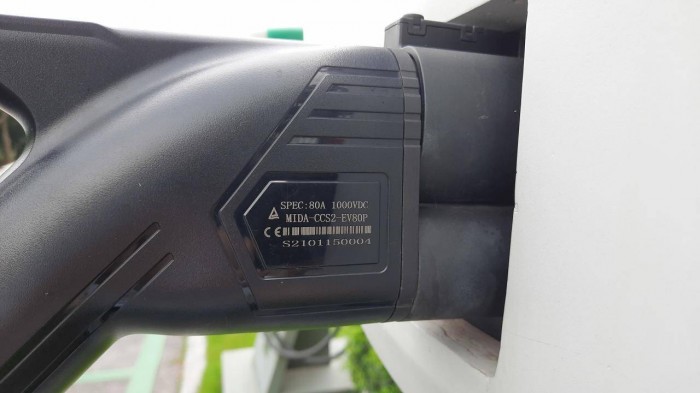 SPEC:80A 1000VDC
MIDA-CCS2-EV80P
CE
S2101150004